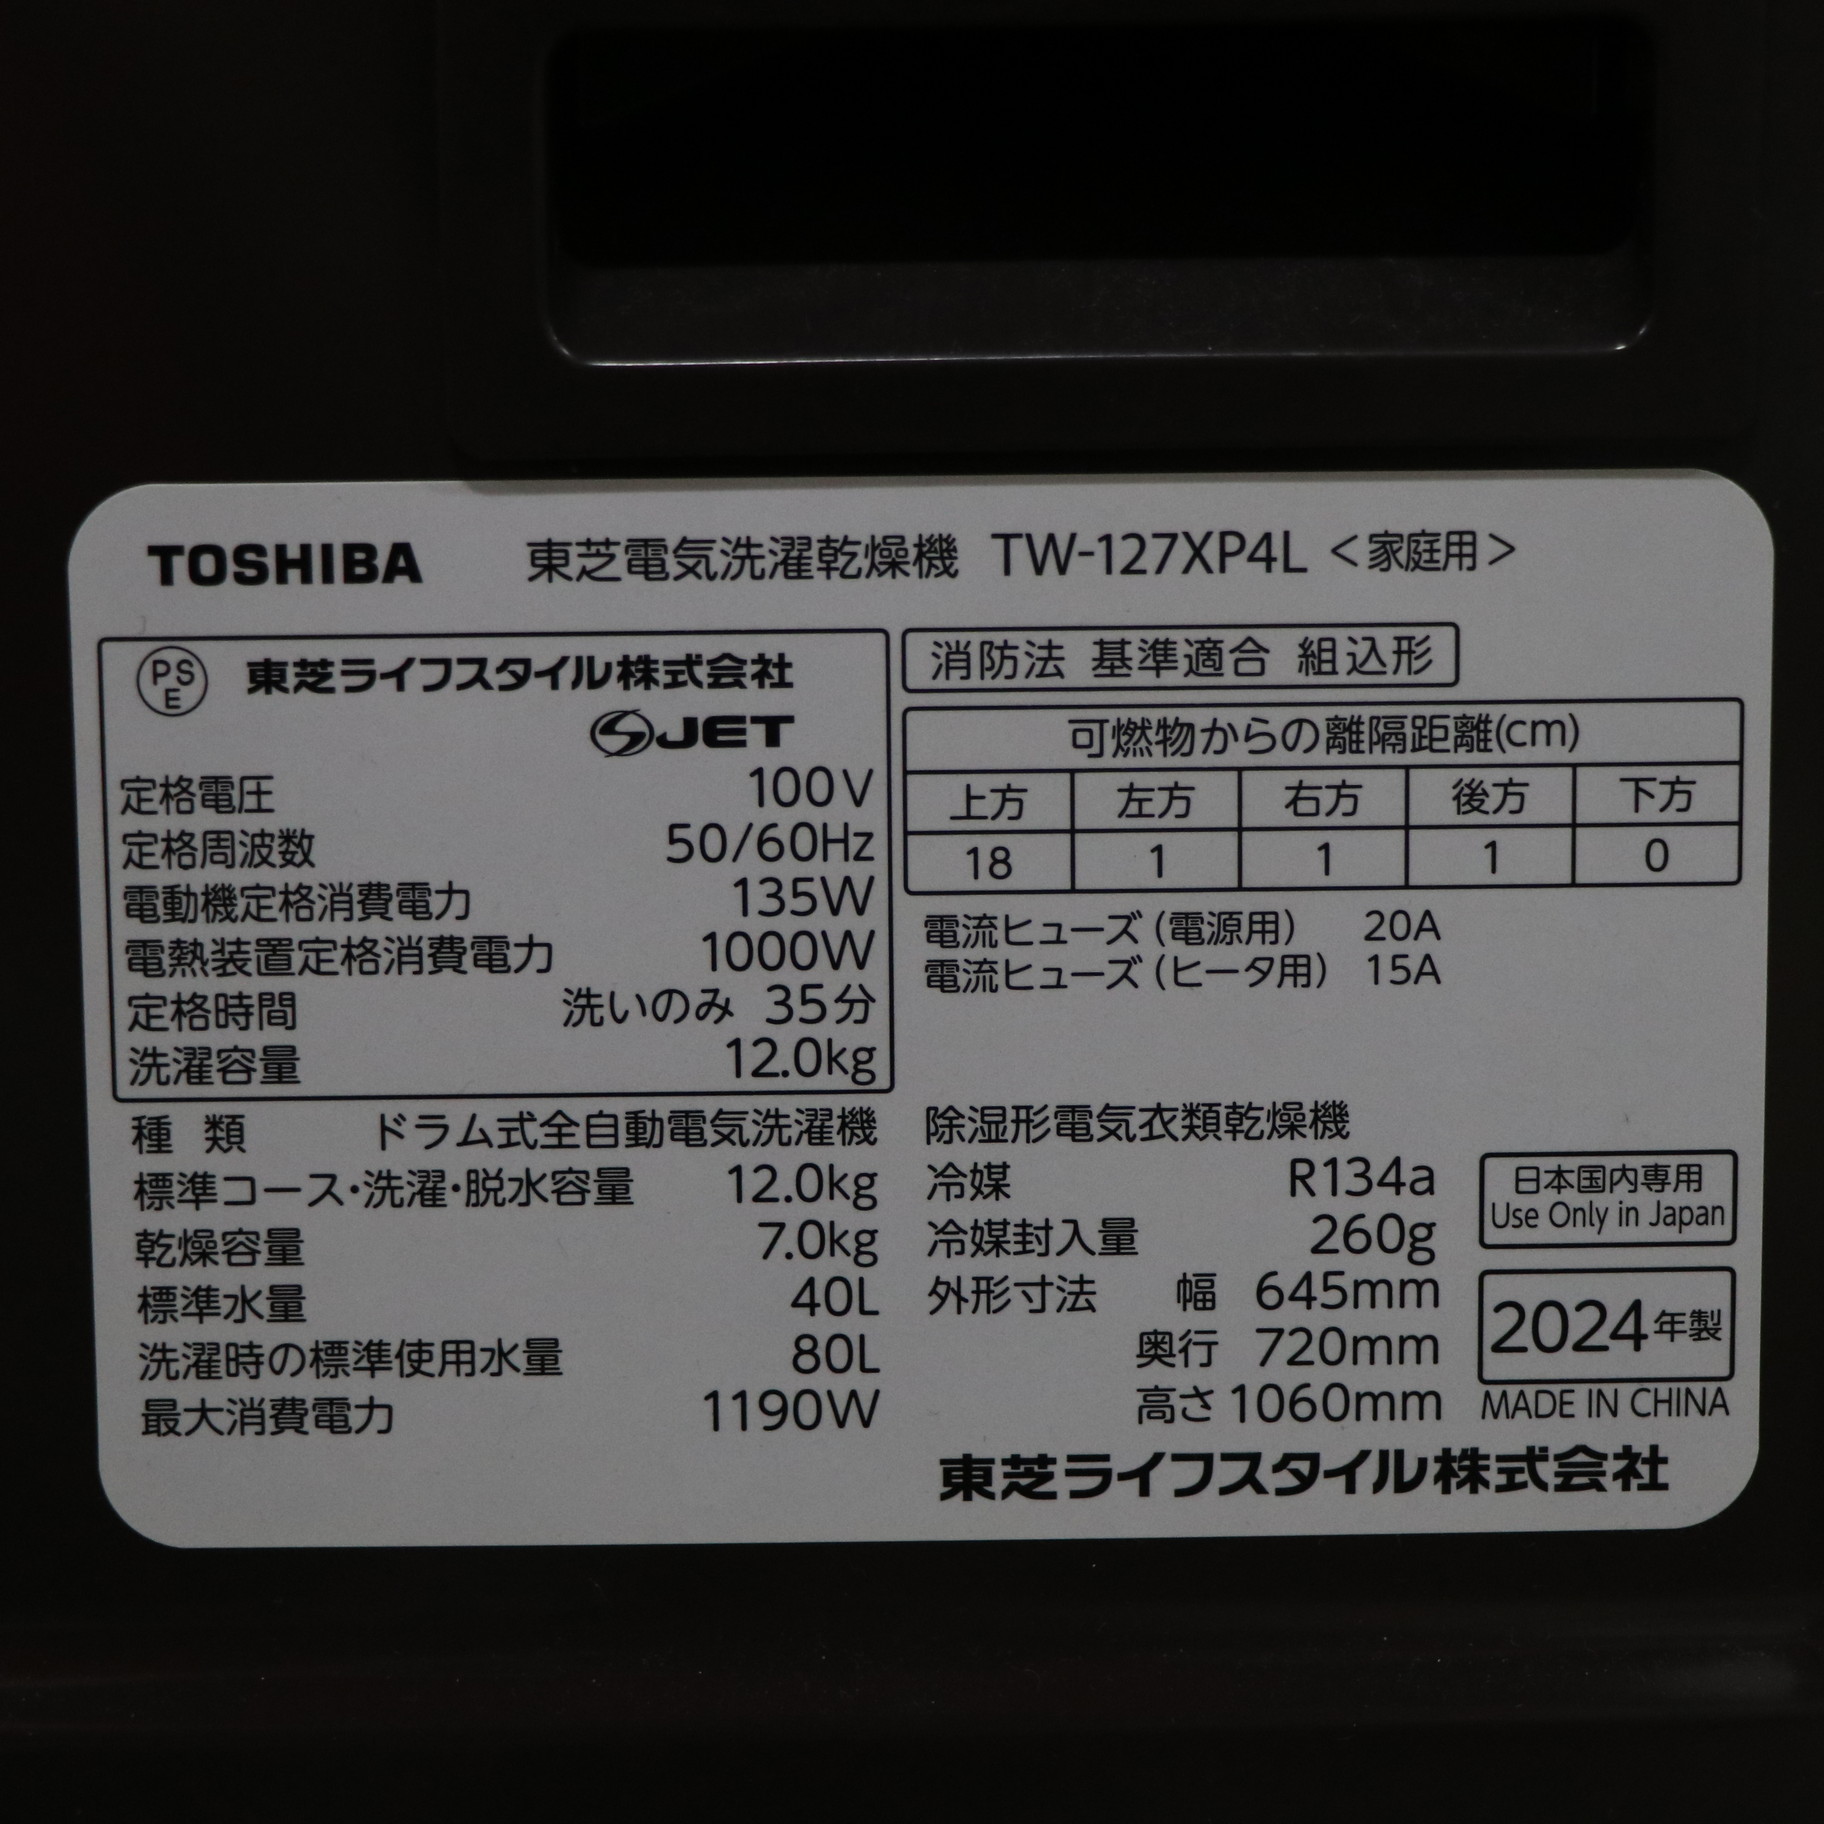 TOSHIBA 東芝電気洗濯乾燥機 TW-127XP4L <家庭用>
PSE 東芝ライフスタイル株式会社
JET
定格電圧 100V
定格周波数 50/60Hz
電動機定格消費電力 135W
電熱装置定格消費電力 1000W
定格時間 洗いのみ 35分
洗濯容量 12.0kg
種 類 ドラム式全自動電気洗濯機
標準コース・洗濯・脱水容量 12.0kg
乾燥容量 7.0kg
標準水量 40L
洗濯時の標準使用水量 80L
最大消費電力 1190W
消防法 基準適合 組込形
可燃物からの離隔距離(cm)
上方 左方 右方 後方 下方
18 1 1 1 0
電流ヒューズ(電源用) 20A
電流ヒューズ(ヒータ用) 15A
除湿形電気衣類乾燥機
冷媒 R134a
冷媒封入量 260g
外形寸法 幅 645mm
奥行 720mm
高さ 1060mm
日本国内専用
Use Only in Japan
2024年製
MADE IN CHINA
東芝ライフスタイル株式会社